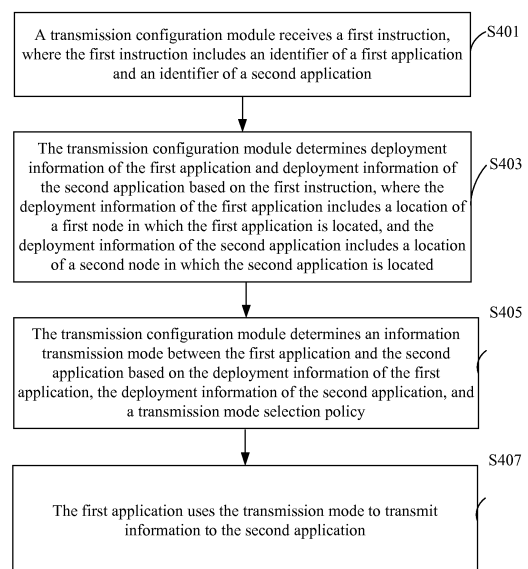 A transmission configuration module receives a first instruction,
where the first instruction includes an identifier of a first application
and an identifier of a second application
S401
The transmission configuration module determines deployment
information of the first application and deployment information of
the second application based on the first instruction, where the
deployment information of the first application includes a location of
a first node in which the first application is located, and the
deployment information of the second application includes a location
of a second node in which the second application is located
S403
The transmission configuration module determines an information
transmission mode between the first application and the second
application based on the deployment information of the first
application, the deployment information of the second application, and
a transmission mode selection policy
S405
The first application uses the transmission mode to transmit
information to the second application
S407